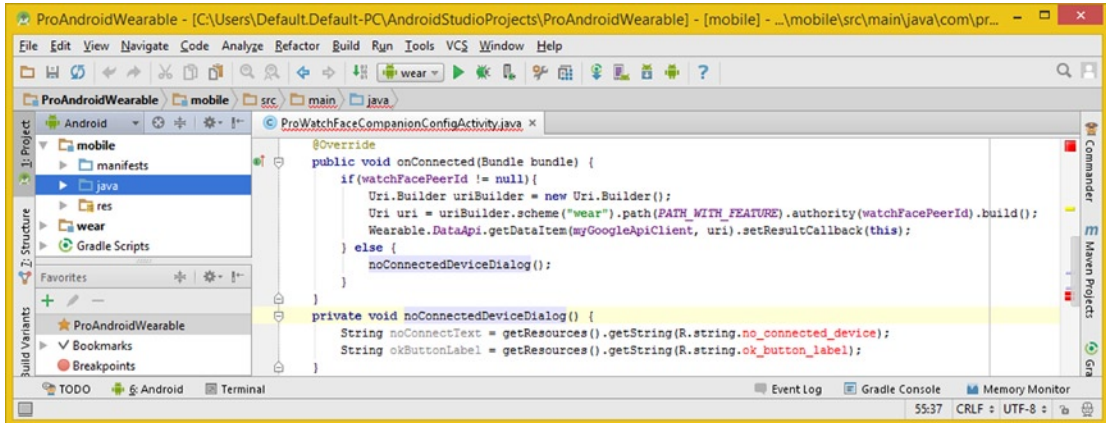 ProAndroidWearable - [C:\Users\Default.Default-PC\AndroidStudioProjects\ProAndroidWearable] - [mobile] - ...\mobile\src\main\java\com\pr...
File Edit View Navigate Code Analyze Refactor Build Run Tools VCS Window Help
wear
ProAndroidWearable mobile src main java
1: Project
Android
mobile
manifests
java
res
wear
Gradle Scripts
Z: Structure
Favorites
ProAndroidWearable
Bookmarks
Breakpoints
Build Variants
ProWatchFaceCompanionConfigActivity.java ×
@Override
public void onConnected(Bundle bundle) {
if(watchFacePeerId != null){
Uri.Builder uriBuilder = new Uri.Builder();
Uri uri = uriBuilder.scheme("wear").path(PATH_WITH_FEATURE).authority(watchFacePeerId).build();
Wearable.DataApi.getDataItem(myGoogleApiClient, uri).setResultCallback(this);
} else {
noConnectedDeviceDialog();
}
}
private void noConnectedDeviceDialog() {
String noConnectText = getResources().getString(R.string.no_connected_device);
String okButtonLabel = getResources().getString(R.string.ok_button_label);
}
Commander
m Maven Projects
Gra
TODO 6: Android Terminal Event Log Gradle Console Memory Monitor
55:37 CRLF UTF-8